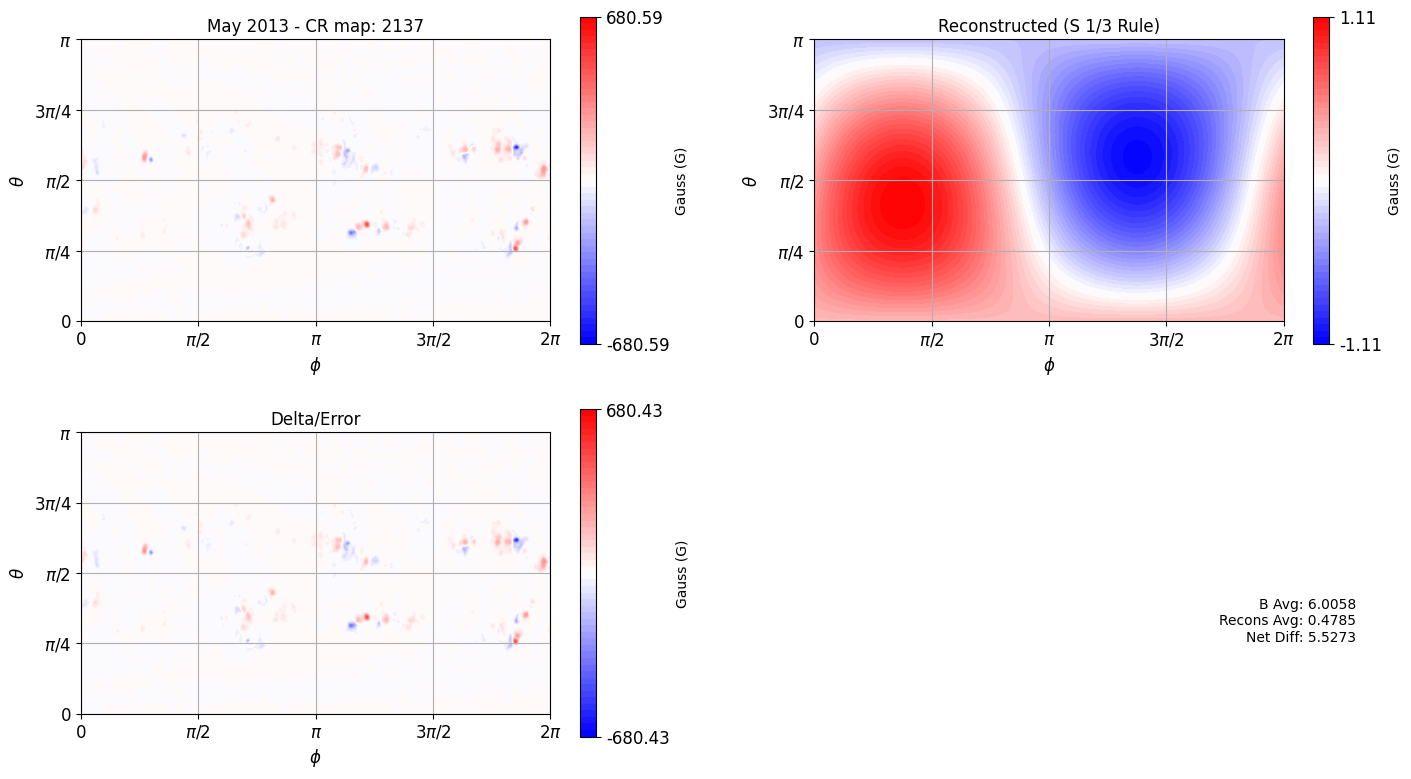 May 2013 - CR map: 2137
π
3π/4
π/2
π/4
0
θ
0
π/2
π
3π/2
2π
ϕ
680.59
-680.59
Gauss (G)
Reconstructed (S 1/3 Rule)
π
3π/4
π/2
π/4
0
θ
0
π/2
π
3π/2
2π
ϕ
1.11
-1.11
Gauss (G)
Delta/Error
π
3π/4
π/2
π/4
0
θ
0
π/2
π
3π/2
2π
ϕ
680.43
-680.43
Gauss (G)
B Avg: 6.0058
Recons Avg: 0.4785
Net Diff: 5.5273